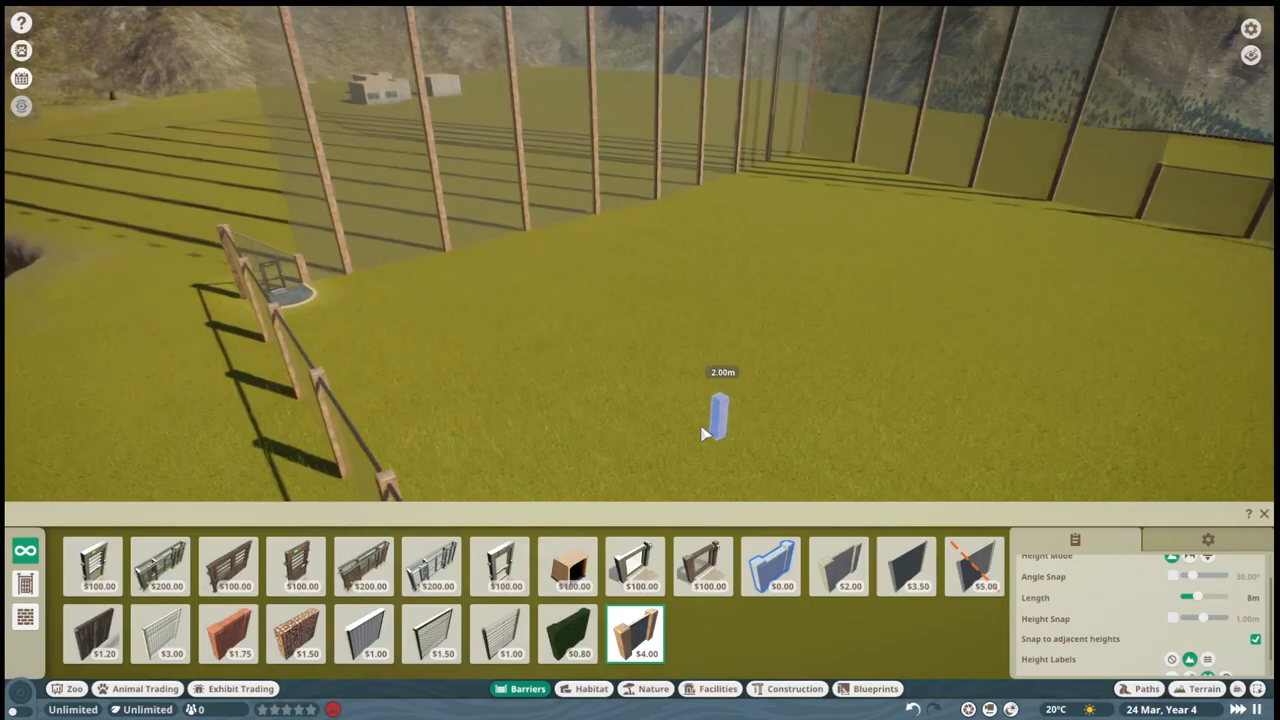 ?
2.00m
? ×
$100.00 $200.00 $100.00 $100.00 $200.00 $200.00 $100.00 $100.00 $100.00 $100.00 $0.00 $2.00 $3.50 $5.00
$1.20 $3.00 $1.75 $1.50 $1.00 $1.50 $1.00 $0.80 $4.00
Height Mode
Angle Snap 30.00°
Length 8m
Height Snap 1.00m
Snap to adjacent heights
Height Labels
Zoo Animal Trading Exhibit Trading Barriers Habitat Nature Facilities Construction Blueprints Paths Terrain
Unlimited Unlimited 0 20°C 24 Mar, Year 4